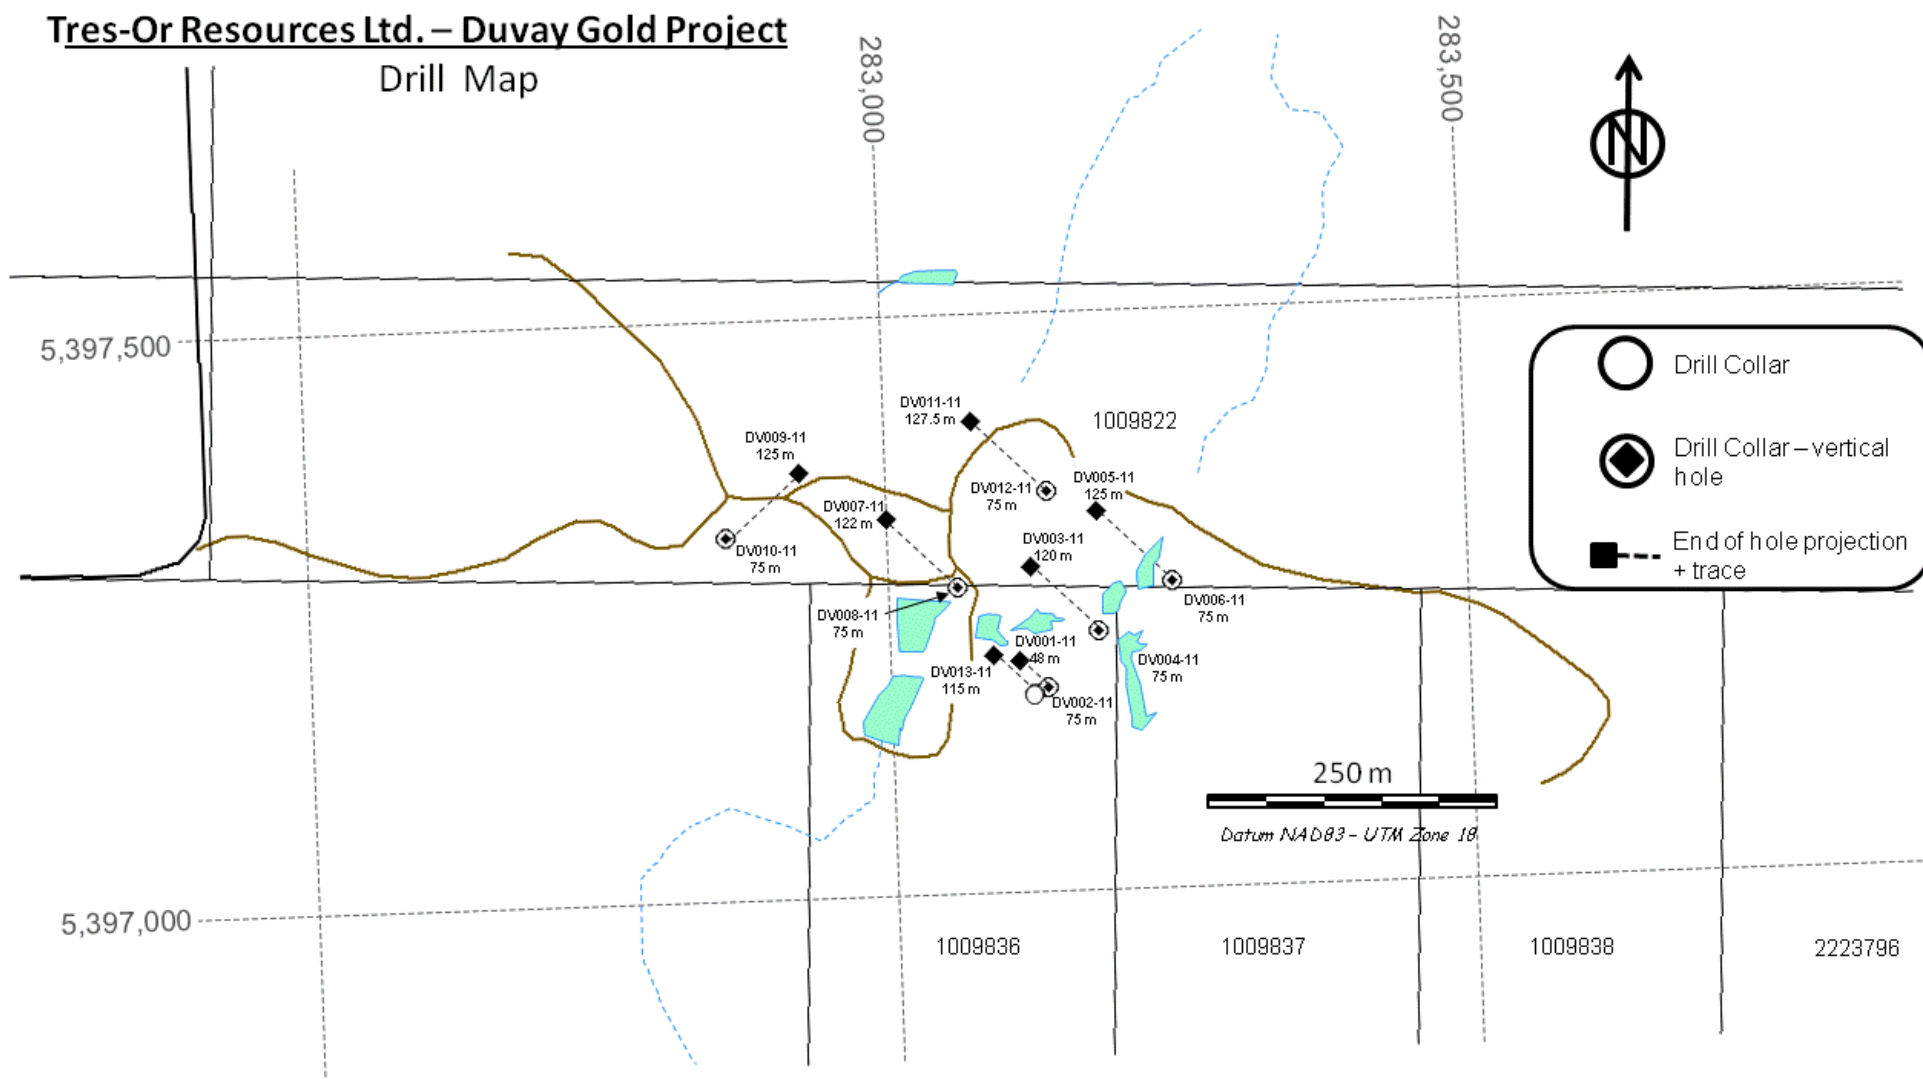 Tres-Or Resources Ltd. – Duvay Gold Project
Drill Map
283,000
283,500
N
5,397,500
Drill Collar
Drill Collar – vertical
hole
End of hole projection
+ trace
DV011-11
127.5 m
1009822
DV009-11
125 m
DV005-11
125 m
DV012-11
75 m
DV007-11
122 m
DV003-11
120 m
DV010-11
75 m
DV008-11
75 m
DV006-11
75 m
DV001-11
48 m
DV013-11
115 m
DV004-11
75 m
DV002-11
75 m
250 m
Datum NAD83 – UTM Zone 18
5,397,000
1009836
1009837
1009838
2223796